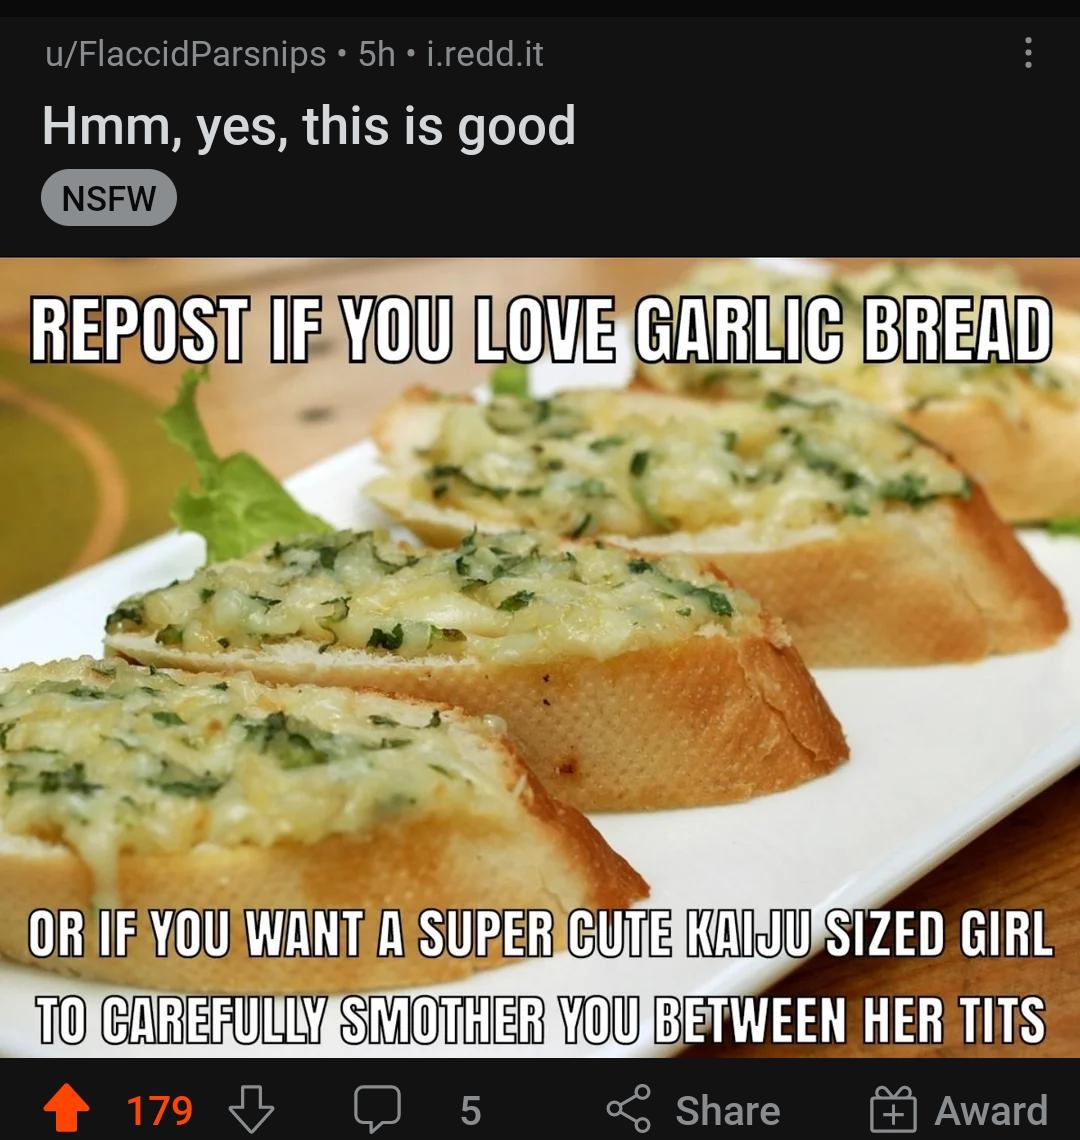 u/FlaccidParsnips • 5h • i.redd.it
Hmm, yes, this is good
NSFW
REPOST IF YOU LOVE GARLIC BREAD
OR IF YOU WANT A SUPER CUTE KAIJU SIZED GIRL
TO CAREFULLY SMOTHER YOU BETWEEN HER TITS
179 5 Share Award